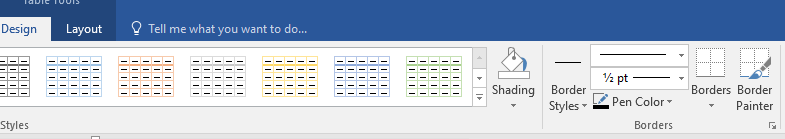 Table Tools
Design Layout Tell me what you want to do...
Shading
Border Styles
½ pt
Pen Color
Borders
Border Painter
Styles
Borders